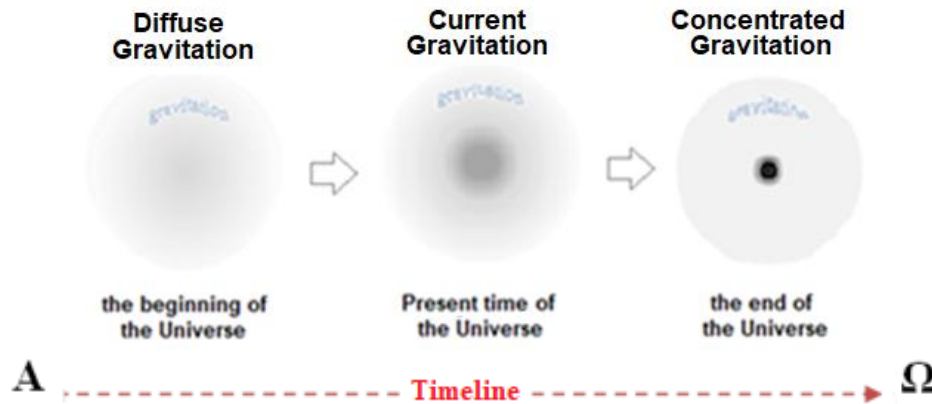 Diffuse
Gravitation
Current
Gravitation
Concentrated
Gravitation
gravitation
gravitation
gravitation
the beginning of
the Universe
Present time of
the Universe
the end of
the Universe
Α Timeline Ω